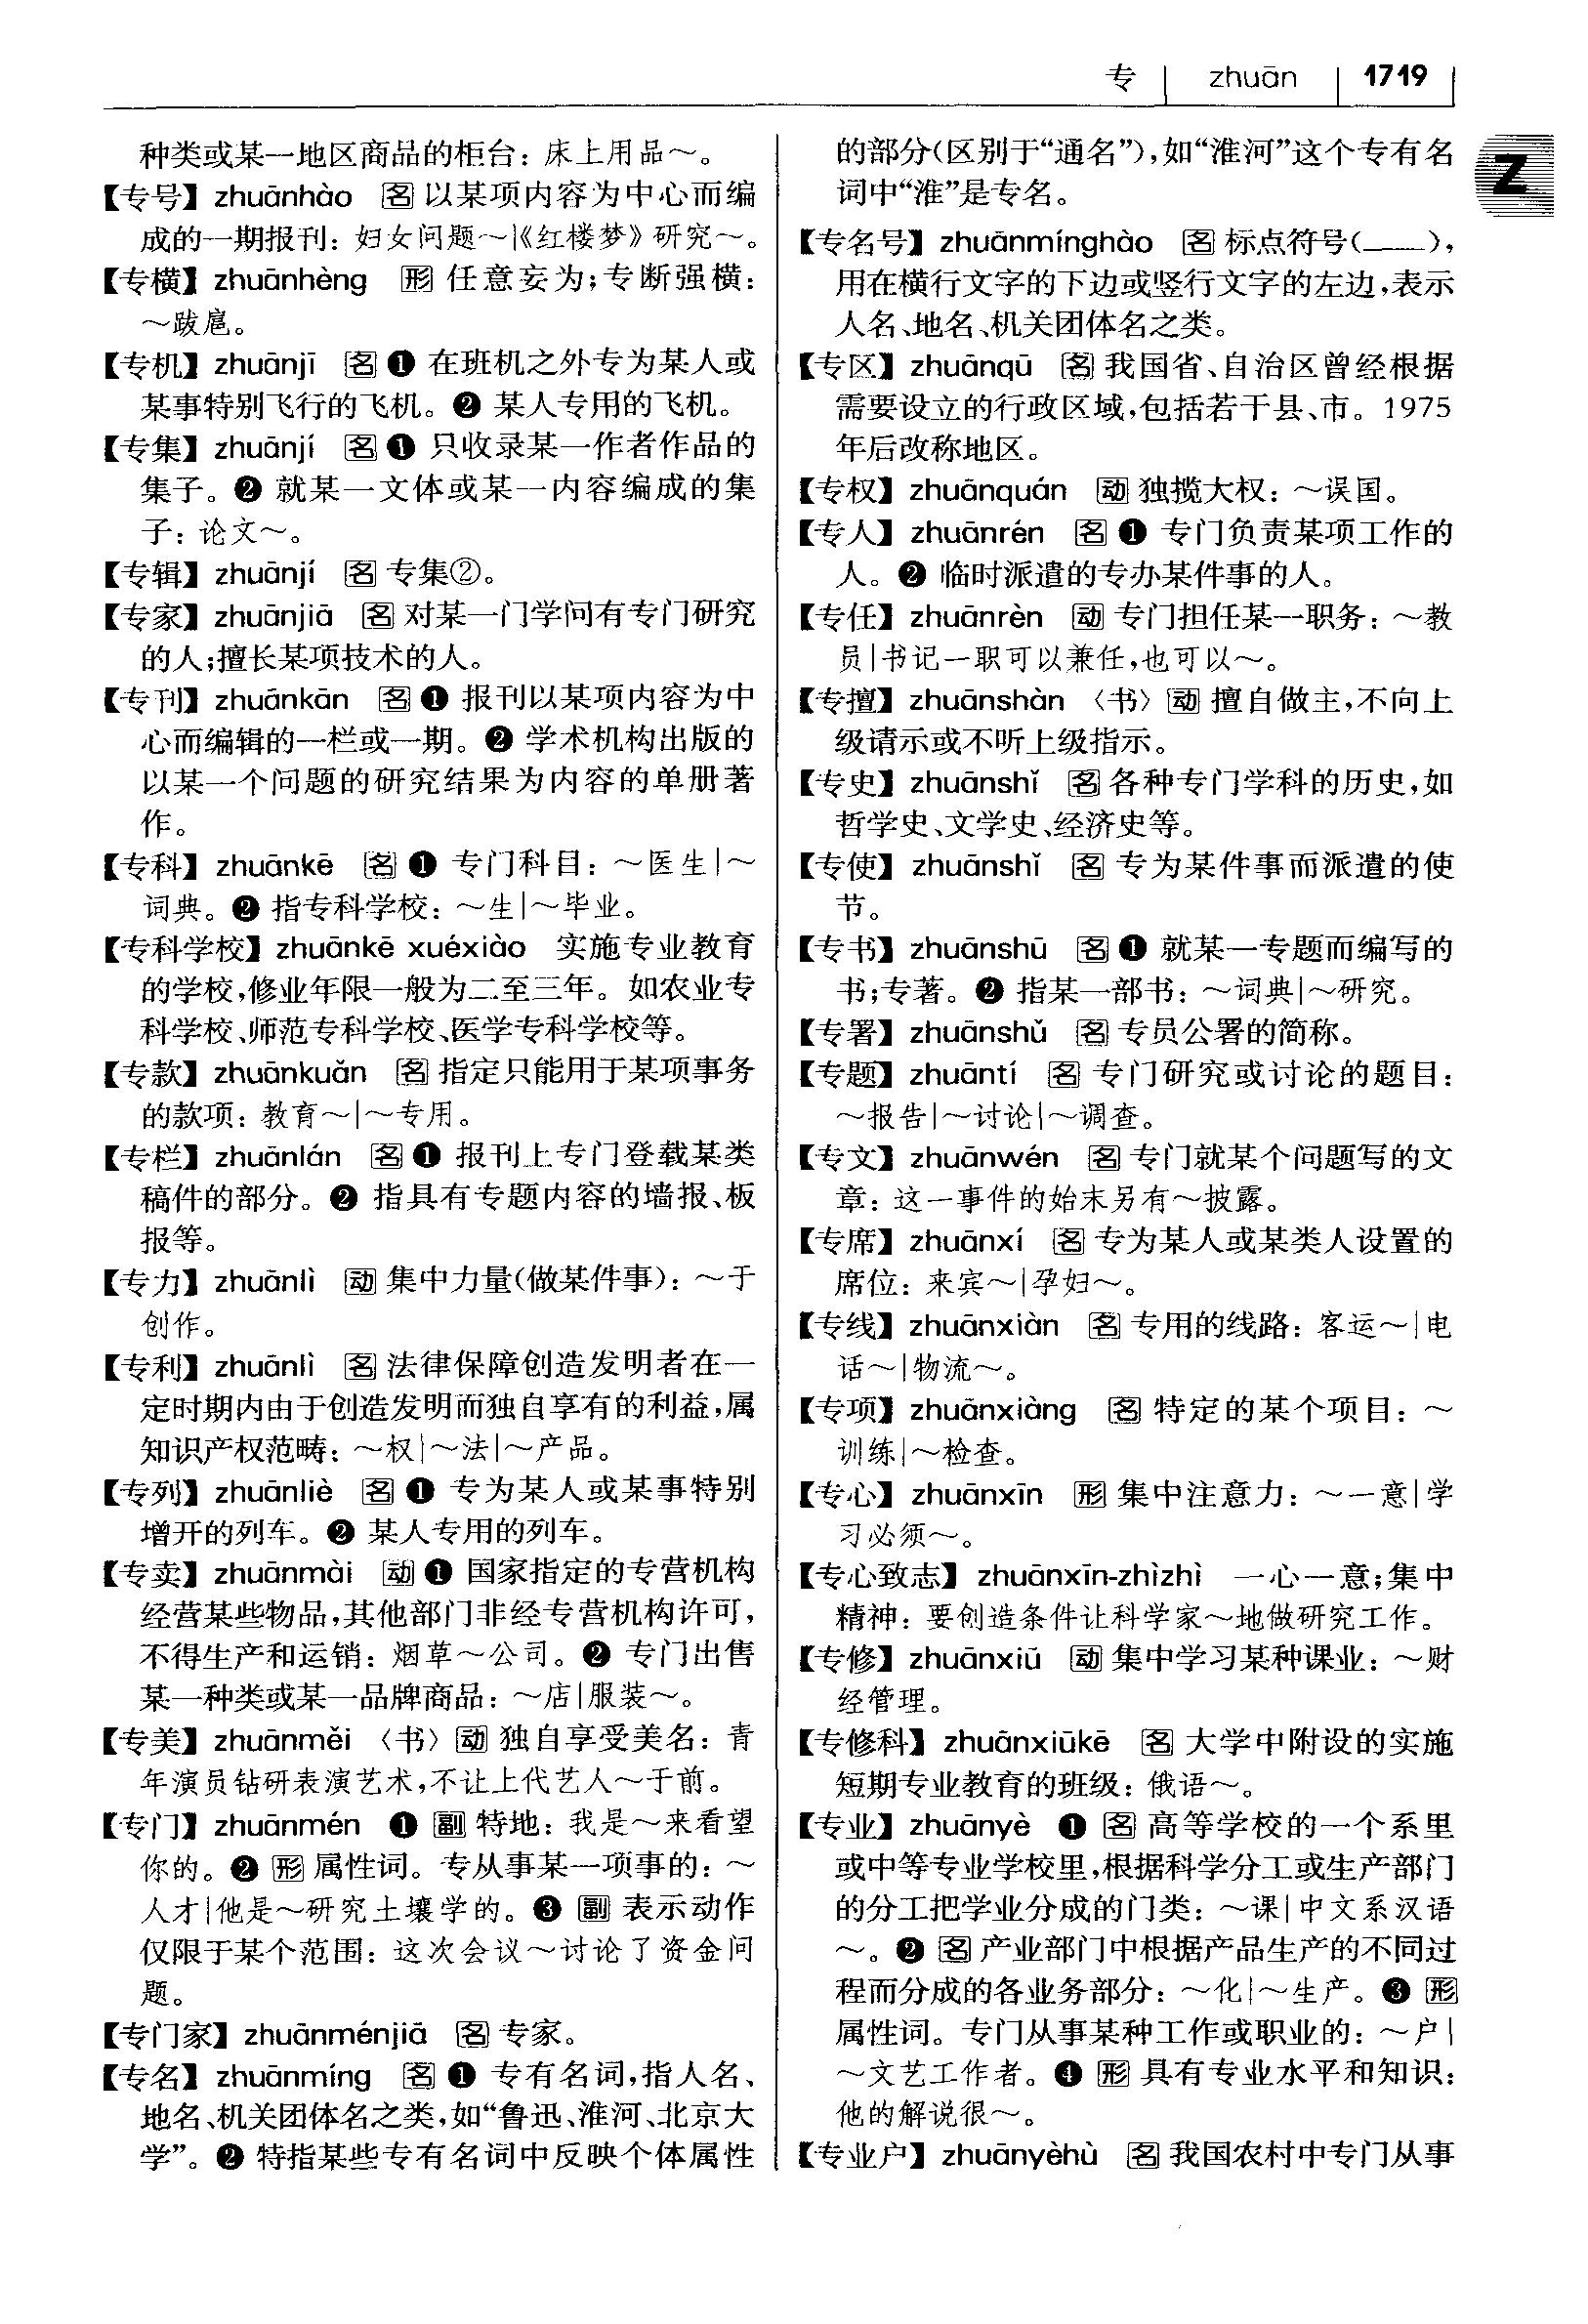 专 | zhuān | 1719
Z
种类或某一地区商品的柜台：床上用品～。
【专号】zhuānhào 名 以某项内容为中心而编
成的一期报刊：妇女问题～|《红楼梦》研究～。
【专横】zhuānhèng 形 任意妄为；专断强横：
～跋扈。
【专机】zhuānjī 名 ❶ 在班机之外专为某人或
某事特别飞行的飞机。❷ 某人专用的飞机。
【专集】zhuānjí 名 ❶ 只收录某一作者作品的
集子。❷ 就某一文体或某一内容编成的集
子：论文～。
【专辑】zhuānjí 名 专集②。
【专家】zhuānjiā 名 对某一门学问有专门研究
的人；擅长某项技术的人。
【专刊】zhuānkān 名 ❶ 报刊以某项内容为中
心而编辑的一栏或一期。❷ 学术机构出版的
以某一个问题的研究结果为内容的单册著
作。
【专科】zhuānkē 名 ❶ 专门科目：～医生|～
词典。❷ 指专科学校：～生|～毕业。
【专科学校】zhuānkē xuéxiào 实施专业教育
的学校，修业年限一般为二至三年。如农业专
科学校、师范专科学校、医学专科学校等。
【专款】zhuānkuǎn 名 指定只能用于某项事务
的款项：教育～|～专用。
【专栏】zhuānlán 名 ❶ 报刊上专门登载某类
稿件的部分。❷ 指具有专题内容的墙报、板
报等。
【专力】zhuānlì 动 集中力量(做某件事)：～于
创作。
【专利】zhuānlì 名 法律保障创造发明者在一
定时期内由于创造发明而独自享有的利益，属
知识产权范畴：～权|～法|～产品。
【专列】zhuānliè 名 ❶ 专为某人或某事特别
增开的列车。❷ 某人专用的列车。
【专卖】zhuānmài 动 ❶ 国家指定的专营机构
经营某些物品，其他部门非经专营机构许可，
不得生产和运销：烟草～公司。❷ 专门出售
某一种类或某一品牌商品：～店|服装～。
【专美】zhuānměi 〈书〉动 独自享受美名：青
年演员钻研表演艺术，不让上代艺人～于前。
【专门】zhuānmén ❶ 副 特地：我是～来看望
你的。❷ 形 属性词。专从事某一项事的：～
人才|他是～研究土壤学的。❸ 副 表示动作
仅限于某个范围：这次会议～讨论了资金问
题。
【专门家】zhuānménjiā 名 专家。
【专名】zhuānmíng 名 ❶ 专有名词，指人名、
地名、机关团体名之类，如“鲁迅、淮河、北京大
学”。❷ 特指某些专有名词中反映个体属性
的部分(区别于“通名”)，如“淮河”这个专有名
词中“淮”是专名。
【专名号】zhuānmínghào 名 标点符号(____)，
用在横行文字的下边或竖行文字的左边，表示
人名、地名、机关团体名之类。
【专区】zhuānqū 名 我国省、自治区曾经根据
需要设立的行政区域，包括若干县、市。1975
年后改称地区。
【专权】zhuānquán 动 独揽大权：～误国。
【专人】zhuānrén 名 ❶ 专门负责某项工作的
人。❷ 临时派遣的专办某件事的人。
【专任】zhuānrèn 动 专门担任某一职务：～教
员|书记一职可以兼任，也可以～。
【专擅】zhuānshàn 〈书〉动 擅自做主，不向上
级请示或不听上级指示。
【专史】zhuānshǐ 名 各种专门学科的历史，如
哲学史、文学史、经济史等。
【专使】zhuānshǐ 名 专为某件事而派遣的使
节。
【专书】zhuānshū 名 ❶ 就某一专题而编写的
书；专著。❷ 指某一部书：～词典|～研究。
【专署】zhuānshǔ 名 专员公署的简称。
【专题】zhuāntí 名 专门研究或讨论的题目：
～报告|～讨论|～调查。
【专文】zhuānwén 名 专门就某个问题写的文
章：这一事件的始末另有～披露。
【专席】zhuānxí 名 专为某人或某类人设置的
席位：来宾～|孕妇～。
【专线】zhuānxiàn 名 专用的线路：客运～|电
话～|物流～。
【专项】zhuānxiàng 名 特定的某个项目：～
训练|～检查。
【专心】zhuānxīn 形 集中注意力：～一意|学
习必须～。
【专心致志】zhuānxīn-zhìzhì 一心一意；集中
精神：要创造条件让科学家～地做研究工作。
【专修】zhuānxiū 动 集中学习某种课业：～财
经管理。
【专修科】zhuānxiūkē 名 大学中附设的实施
短期专业教育的班级：俄语～。
【专业】zhuānyè ❶ 名 高等学校的一个系里
或中等专业学校里，根据科学分工或生产部门
的分工把学业分成的门类：～课|中文系汉语
～。❷ 名 产业部门中根据产品生产的不同过
程而分成的各业务部分：～化|～生产。❸ 形
属性词。专门从事某种工作或职业的：～户|
～文艺工作者。❹ 形 具有专业水平和知识：
他的解说很～。
【专业户】zhuānyèhù 名 我国农村中专门从事